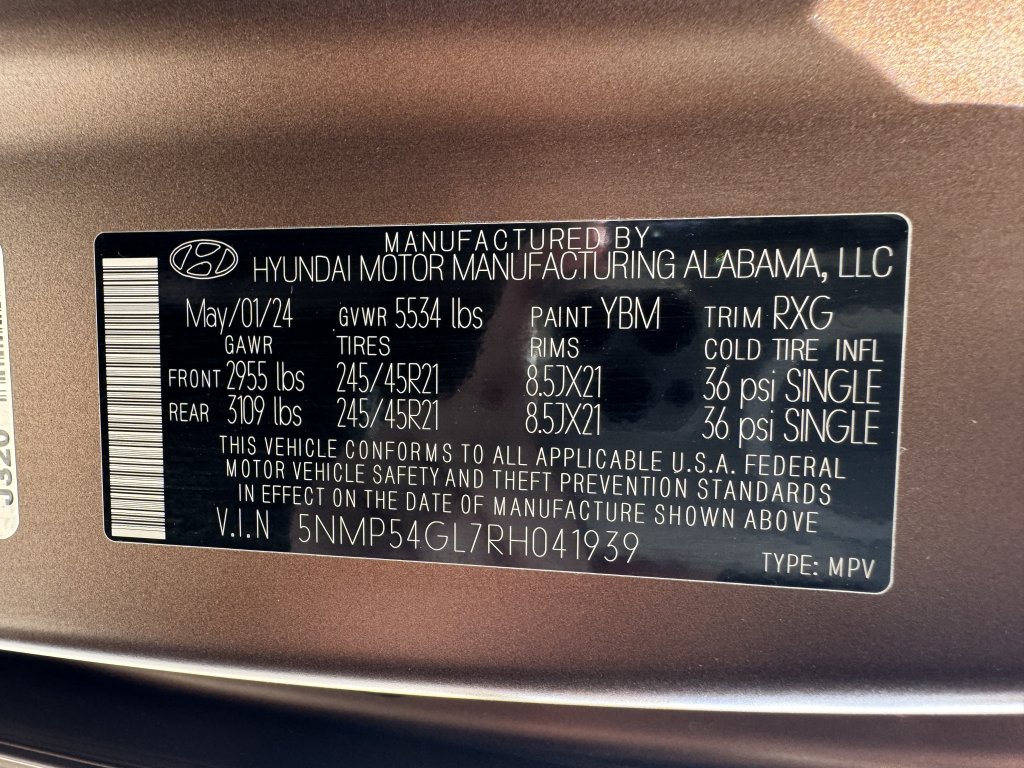 MANUFACTURED BY
HYUNDAI MOTOR MANUFACTURING ALABAMA, LLC
May/01/24 GVWR 5534 lbs PAINT YBM TRIM RXG
GAWR TIRES RIMS COLD TIRE INFL
FRONT 2955 lbs 245/45R21 8.5JX21 36 psi SINGLE
REAR 3109 lbs 245/45R21 8.5JX21 36 psi SINGLE
THIS VEHICLE CONFORMS TO ALL APPLICABLE U.S.A. FEDERAL
MOTOR VEHICLE SAFETY AND THEFT PREVENTION STANDARDS
IN EFFECT ON THE DATE OF MANUFACTURE SHOWN ABOVE
V.I.N 5NMP54GL7RH041939
TYPE: MPV
J320